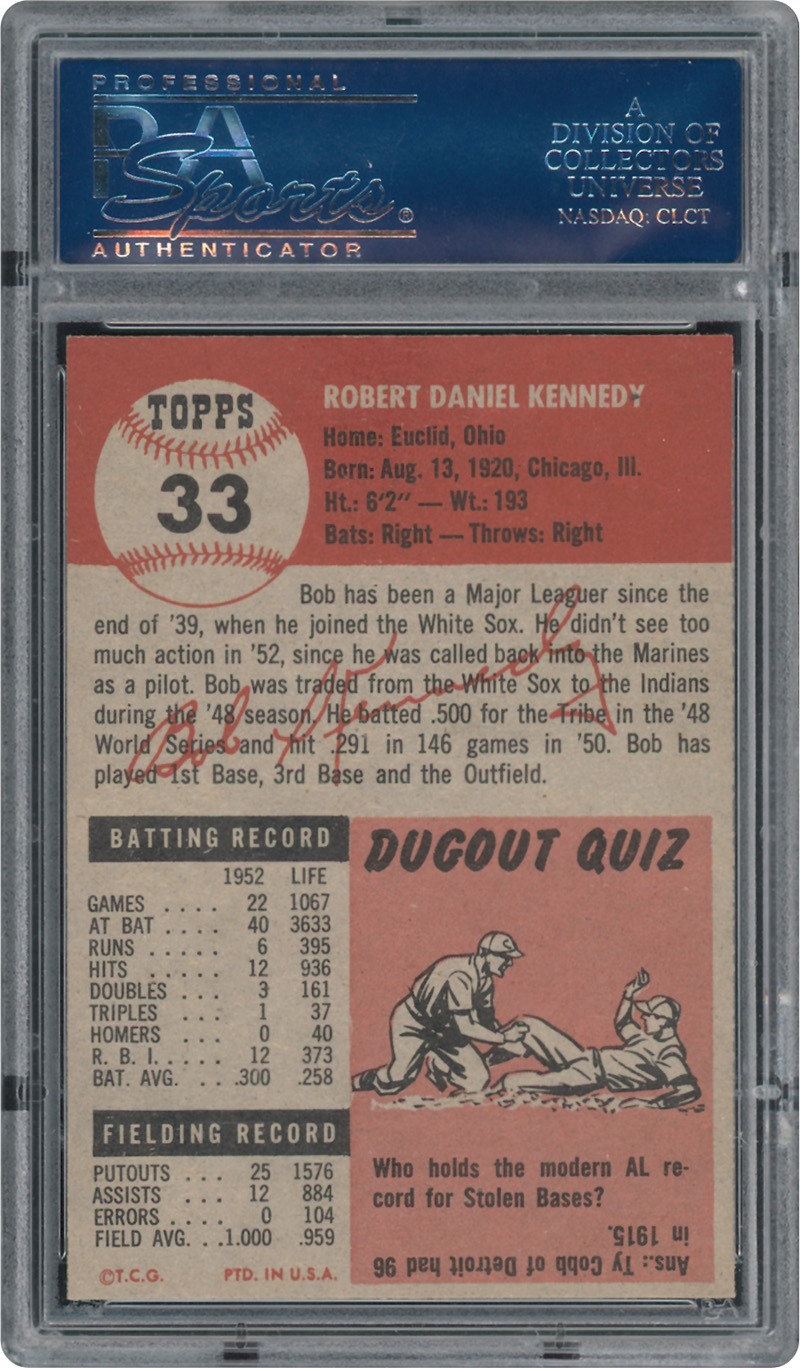 PROFESSIONAL
PSA
Sports®
AUTHENTICATOR
A
DIVISION OF
COLLECTORS
UNIVERSE
NASDAQ: CLCT
TOPPS
33
ROBERT DANIEL KENNEDY
Home: Euclid, Ohio
Born: Aug. 13, 1920, Chicago, Ill.
Ht.: 6'2" — Wt.: 193
Bats: Right — Throws: Right
Bob has been a Major Leaguer since the
end of '39, when he joined the White Sox. He didn't see too
much action in '52, since he was called back into the Marines
as a pilot. Bob was traded from the White Sox to the Indians
during the '48 season. He batted .500 for the Tribe in the '48
World Series and hit .291 in 146 games in '50. Bob has
played 1st Base, 3rd Base and the Outfield.
Bob Kennedy
BATTING RECORD
1952 LIFE
GAMES .... 22 1067
AT BAT .... 40 3633
RUNS ..... 6 395
HITS ..... 12 936
DOUBLES ... 3 161
TRIPLES ... 1 37
HOMERS ... 0 40
R. B. I. .... 12 373
BAT. AVG. ... .300 .258
FIELDING RECORD
PUTOUTS ... 25 1576
ASSISTS ... 12 884
ERRORS .... 0 104
FIELD AVG. ..1.000 .959
©T.C.G. PTD. IN U.S.A.
DUGOUT QUIZ
C
Who holds the modern AL re-
cord for Stolen Bases?
Ans.: Ty Cobb of Detroit had 96
in 1915.